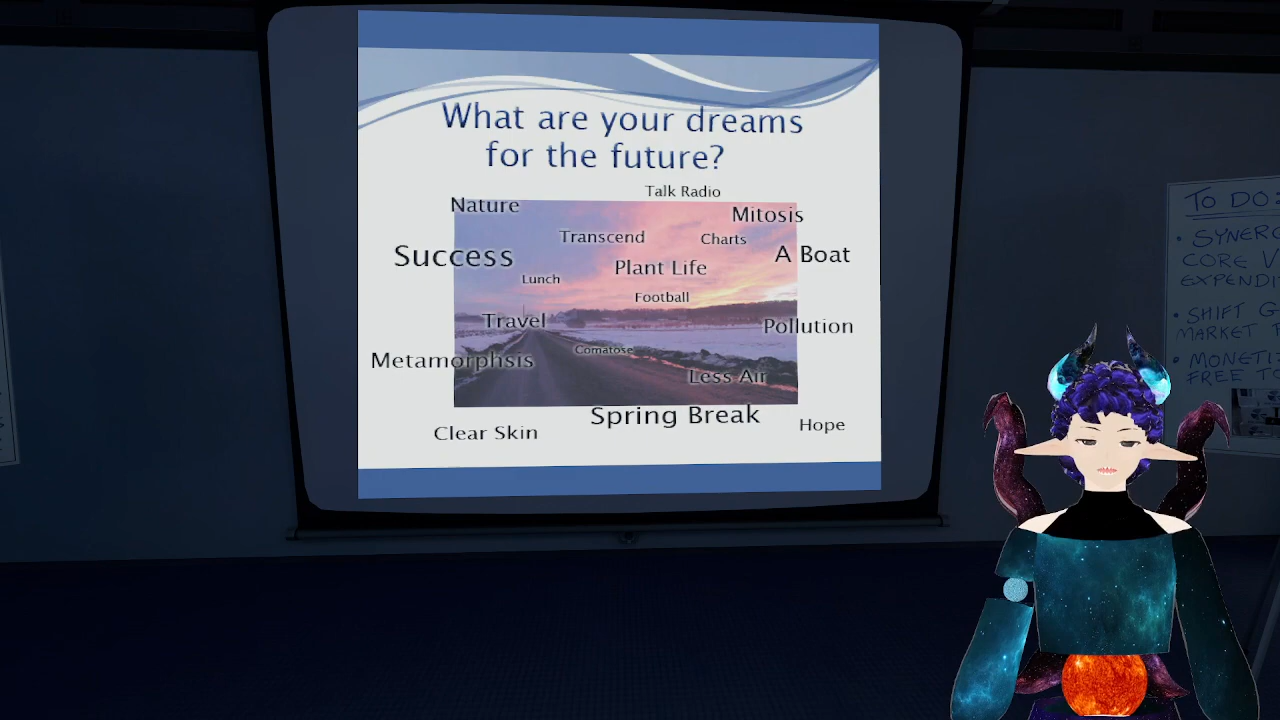 What are your dreams
for the future?
Talk Radio
Nature
Mitosis
Transcend
Charts
Success
A Boat
Plant Life
Lunch
Football
Travel
Pollution
Comatose
Metamorphsis
Less Air
Spring Break
Hope
Clear Skin
TO DO:
• SYNERG
CORE V
EXPENDI
• SHIFT G
MARKET
• MONETI
FREE TO